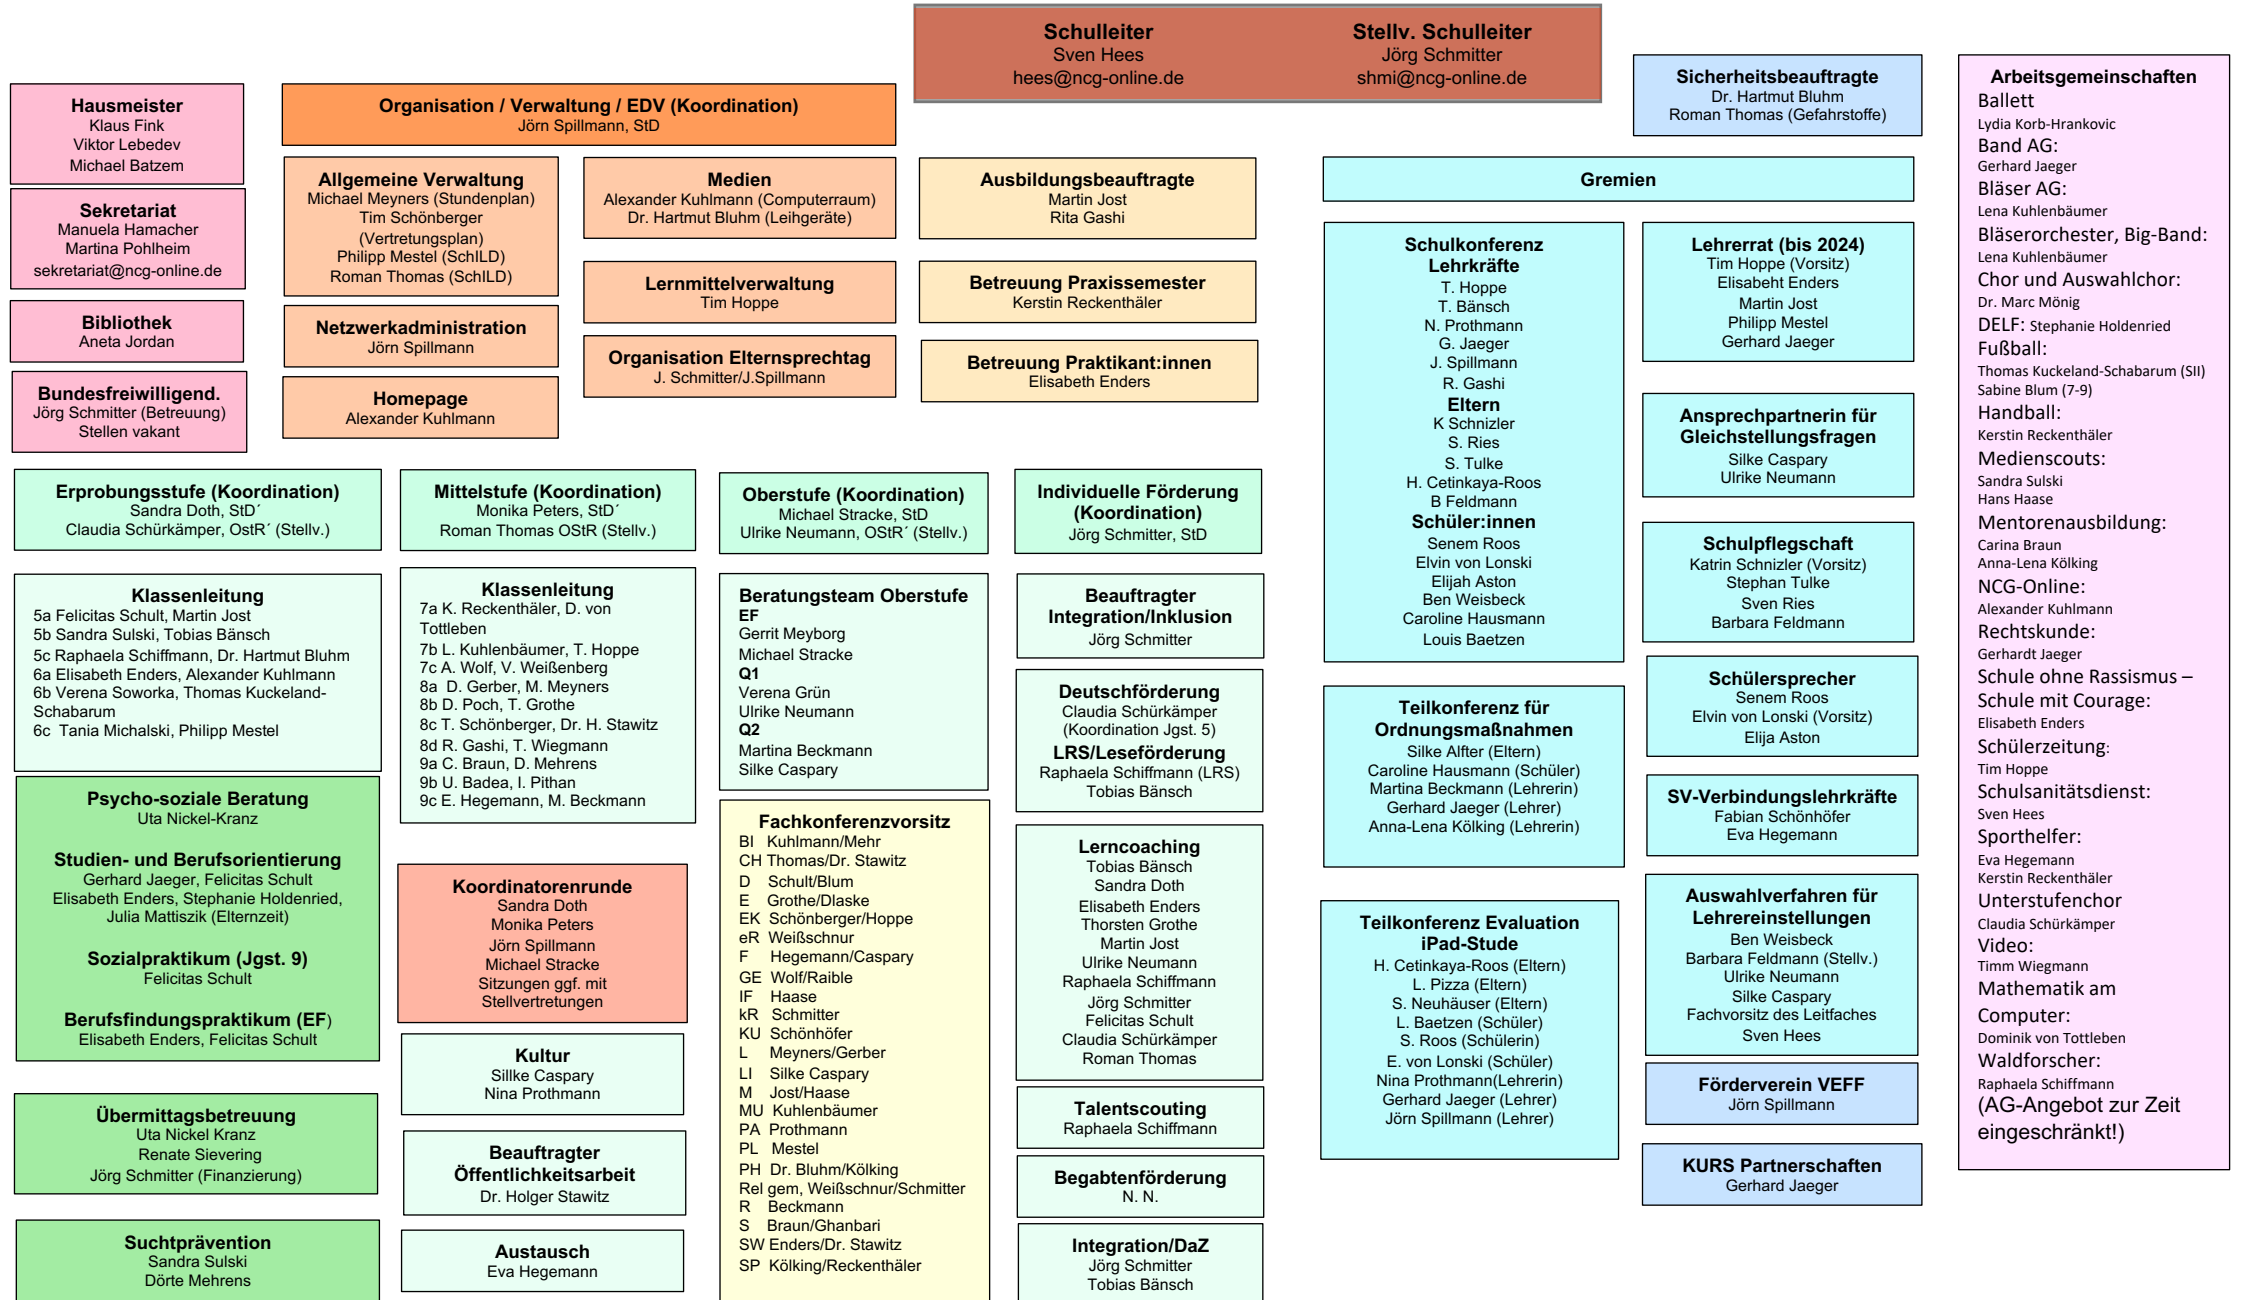 Schulleiter
Sven Hees
hees@ncg-online.de
Stellv. Schulleiter
Jörg Schmitter
shmi@ncg-online.de
Hausmeister
Klaus Fink
Viktor Lebedev
Michael Batzem
Sekretariat
Manuela Hamacher
Martina Pohlheim
sekretariat@ncg-online.de
Bibliothek
Aneta Jordan
Bundesfreiwilligend.
Jörg Schmitter (Betreuung)
Stellen vakant
Organisation / Verwaltung / EDV (Koordination)
Jörn Spillmann, StD
Allgemeine Verwaltung
Michael Meyners (Stundenplan)
Tim Schönberger
(Vertretungsplan)
Philipp Mestel (SchILD)
Roman Thomas (SchILD)
Netzwerkadministration
Jörn Spillmann
Homepage
Alexander Kuhlmann
Medien
Alexander Kuhlmann (Computerraum)
Dr. Hartmut Bluhm (Leihgeräte)
Lernmittelverwaltung
Tim Hoppe
Organisation Elternsprechtag
J. Schmitter/J.Spillmann
Ausbildungsbeauftragte
Martin Jost
Rita Gashi
Betreuung Praxissemester
Kerstin Reckenthäler
Betreuung Praktikant:innen
Elisabeth Enders
Erprobungsstufe (Koordination)
Sandra Doth, StD´
Claudia Schürkämper, OstR´ (Stellv.)
Klassenleitung
5a Felicitas Schult, Martin Jost
5b Sandra Sulski, Tobias Bänsch
5c Raphaela Schiffmann, Dr. Hartmut Bluhm
6a Elisabeth Enders, Alexander Kuhlmann
6b Verena Soworka, Thomas Kuckeland-
Schabarum
6c Tania Michalski, Philipp Mestel
Psycho-soziale Beratung
Uta Nickel-Kranz
Studien- und Berufsorientierung
Gerhard Jaeger, Felicitas Schult
Elisabeth Enders, Stephanie Holdenried,
Julia Mattiszik (Elternzeit)
Sozialpraktikum (Jgst. 9)
Felicitas Schult
Berufsfindungspraktikum (EF)
Elisabeth Enders, Felicitas Schult
Übermittagsbetreuung
Uta Nickel Kranz
Renate Sievering
Jörg Schmitter (Finanzierung)
Suchtprävention
Sandra Sulski
Dörte Mehrens
Mittelstufe (Koordination)
Monika Peters, StD´
Roman Thomas OStR (Stellv.)
Klassenleitung
7a K. Reckenthäler, D. von
Tottleben
7b L. Kuhlenbäumer, T. Hoppe
7c A. Wolf, V. Weißenberg
8a D. Gerber, M. Meyners
8b D. Poch, T. Grothe
8c T. Schönberger, Dr. H. Stawitz
8d R. Gashi, T. Wiegmann
9a C. Braun, D. Mehrens
9b U. Badea, I. Pithan
9c E. Hegemann, M. Beckmann
Koordinatorenrunde
Sandra Doth
Monika Peters
Jörn Spillmann
Michael Stracke
Sitzungen ggf. mit
Stellvertretungen
Kultur
Sillke Caspary
Nina Prothmann
Beauftragter
Öffentlichkeitsarbeit
Dr. Holger Stawitz
Austausch
Eva Hegemann
Oberstufe (Koordination)
Michael Stracke, StD
Ulrike Neumann, OStR´ (Stellv.)
Beratungsteam Oberstufe
EF
Gerrit Meyborg
Michael Stracke
Q1
Verena Grün
Ulrike Neumann
Q2
Martina Beckmann
Silke Caspary
Fachkonferenzvorsitz
BI Kuhlmann/Mehr
CH Thomas/Dr. Stawitz
D Schult/Blum
E Grothe/Dlaske
EK Schönberger/Hoppe
eR Weißschnur
F Hegemann/Caspary
GE Wolf/Raible
IF Haase
kR Schmitter
KU Schönhöfer
L Meyners/Gerber
LI Silke Caspary
M Jost/Haase
MU Kuhlenbäumer
PA Prothmann
PL Mestel
PH Dr. Bluhm/Kölking
Rel gem, Weißschnur/Schmitter
R Beckmann
S Braun/Ghanbari
SW Enders/Dr. Stawitz
SP Kölking/Reckenthäler
Individuelle Förderung
(Koordination)
Jörg Schmitter, StD
Beauftragter
Integration/Inklusion
Jörg Schmitter
Deutschförderung
Claudia Schürkämper
(Koordination Jgst. 5)
LRS/Leseförderung
Raphaela Schiffmann (LRS)
Tobias Bänsch
Lerncoaching
Tobias Bänsch
Sandra Doth
Elisabeth Enders
Thorsten Grothe
Martin Jost
Ulrike Neumann
Raphaela Schiffmann
Jörg Schmitter
Felicitas Schult
Claudia Schürkämper
Roman Thomas
Talentscouting
Raphaela Schiffmann
Begabtenförderung
N. N.
Integration/DaZ
Jörg Schmitter
Tobias Bänsch
Gremien
Schulkonferenz
Lehrkräfte
T. Hoppe
T. Bänsch
N. Prothmann
G. Jaeger
J. Spillmann
R. Gashi
Eltern
K Schnizler
S. Ries
S. Tulke
H. Cetinkaya-Roos
B Feldmann
Schüler:innen
Senem Roos
Elvin von Lonski
Elijah Aston
Ben Weisbeck
Caroline Hausmann
Louis Baetzen
Teilkonferenz für
Ordnungsmaßnahmen
Silke Alfter (Eltern)
Caroline Hausmann (Schüler)
Martina Beckmann (Lehrerin)
Gerhard Jaeger (Lehrer)
Anna-Lena Kölking (Lehrerin)
Teilkonferenz Evaluation
iPad-Stude
H. Cetinkaya-Roos (Eltern)
L. Pizza (Eltern)
S. Neuhäuser (Eltern)
L. Baetzen (Schüler)
S. Roos (Schülerin)
E. von Lonski (Schüler)
Nina Prothmann(Lehrerin)
Gerhard Jaeger (Lehrer)
Jörn Spillmann (Lehrer)
Sicherheitsbeauftragte
Dr. Hartmut Bluhm
Roman Thomas (Gefahrstoffe)
Lehrerrat (bis 2024)
Tim Hoppe (Vorsitz)
Elisabeht Enders
Martin Jost
Philipp Mestel
Gerhard Jaeger
Ansprechpartnerin für
Gleichstellungsfragen
Silke Caspary
Ulrike Neumann
Schulpflegschaft
Katrin Schnizler (Vorsitz)
Stephan Tulke
Sven Ries
Barbara Feldmann
Schülersprecher
Senem Roos
Elvin von Lonski (Vorsitz)
Elija Aston
SV-Verbindungslehrkräfte
Fabian Schönhöfer
Eva Hegemann
Auswahlverfahren für
Lehrereinstellungen
Ben Weisbeck
Barbara Feldmann (Stellv.)
Ulrike Neumann
Silke Caspary
Fachvorsitz des Leitfaches
Sven Hees
Förderverein VEFF
Jörn Spillmann
KURS Partnerschaften
Gerhard Jaeger
Arbeitsgemeinschaften
Ballett
Lydia Korb-Hrankovic
Band AG:
Gerhard Jaeger
Bläser AG:
Lena Kuhlenbäumer
Bläserorchester, Big-Band:
Lena Kuhlenbäumer
Chor und Auswahlchor:
Dr. Marc Mönig
DELF: Stephanie Holdenried
Fußball:
Thomas Kuckeland-Schabarum (SII)
Sabine Blum (7-9)
Handball:
Kerstin Reckenthäler
Medienscouts:
Sandra Sulski
Hans Haase
Mentorenausbildung:
Carina Braun
Anna-Lena Kölking
NCG-Online:
Alexander Kuhlmann
Rechtskunde:
Gerhardt Jaeger
Schule ohne Rassismus –
Schule mit Courage:
Elisabeth Enders
Schülerzeitung:
Tim Hoppe
Schulsanitätsdienst:
Sven Hees
Sporthelfer:
Eva Hegemann
Kerstin Reckenthäler
Unterstufenchor
Claudia Schürkämper
Video:
Timm Wiegmann
Mathematik am
Computer:
Dominik von Tottleben
Waldforscher:
Raphaela Schiffmann
(AG-Angebot zur Zeit
eingeschränkt!)